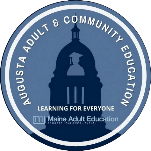 AUGUSTA ADULT & COMMUNITY EDUCATION
LEARNING FOR EVERYONE
Maine Adult Education